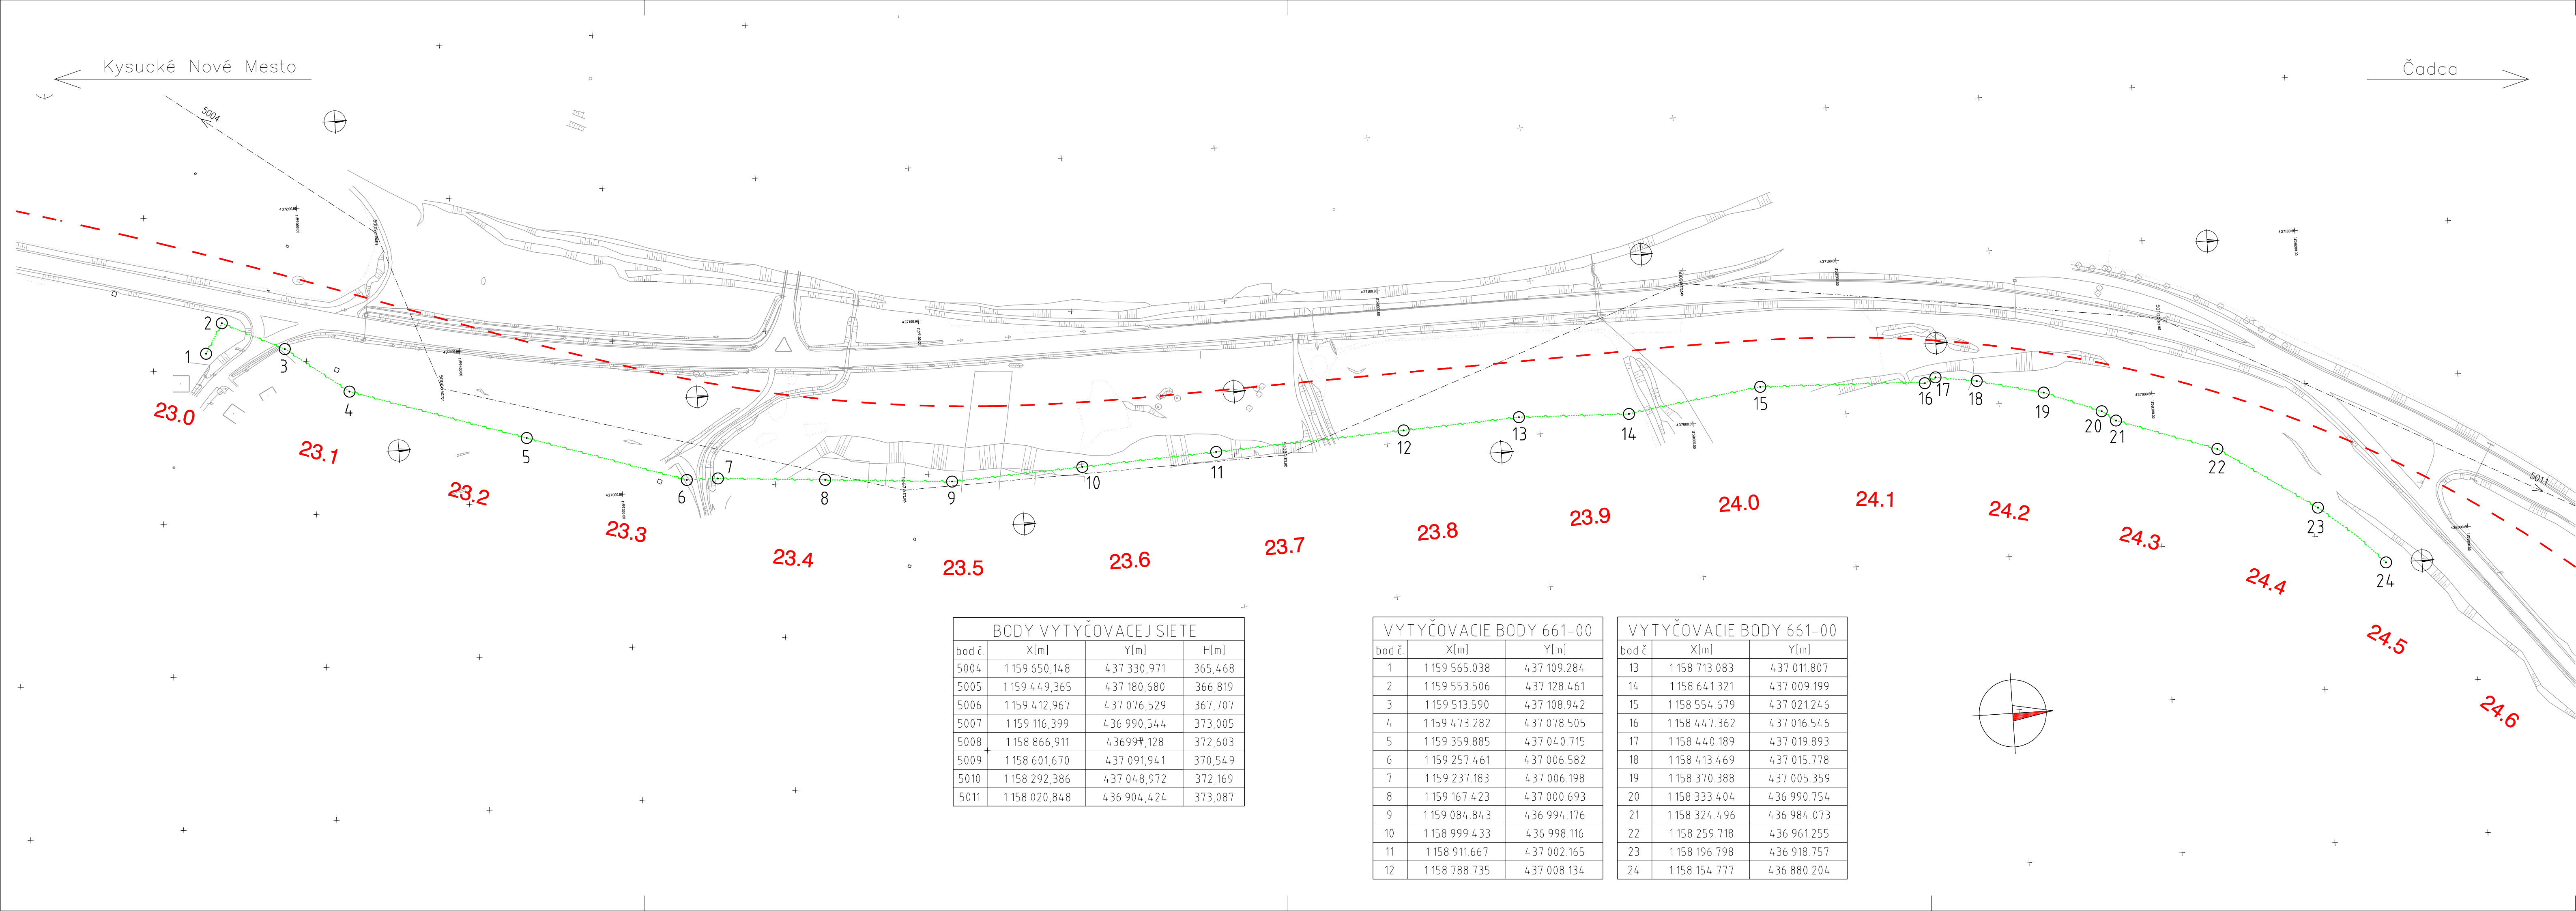 Kysucké Nové Mesto
Čadca
5004
5011
1
2
3
4
5
6
7
8
9
10
11
12
13
14
15
16
17
18
19
20
21
22
23
24
23.0
23.1
23.2
23.3
23.4
23.5
23.6
23.7
23.8
23.9
24.0
24.1
24.2
24.3
24.4
24.5
24.6
BODY VYTYČOVACEJ SIETE
bod č. X[m] Y[m] H[m]
5004 1 159 650,148 437 330,971 365,468
5005 1 159 449,365 437 180,680 366,819
5006 1 159 412,967 437 076,529 367,707
5007 1 159 116,399 436 990,544 373,005
5008 1 158 866,911 372,603
5009 1 158 601,670 437 091,941 370,549
5010 1 158 292,386 437 048,972 372,169
5011 1 158 020,848 436 904,424 373,087
VYTYČOVACIE BODY 661-00
bod č. X[m] Y[m]
1 1 159 565.038 437 109.284
2 1 159 553.506 437 128.461
3 1 159 513.590 437 108.942
4 1 159 473.282 437 078.505
5 1 159 359.885 437 040.715
6 1 159 257.461 437 006.582
7 1 159 237.183 437 006.198
8 1 159 167.423 437 000.693
9 1 159 084.843 436 994.176
10 1 158 999.433 436 998.116
11 1 158 911.667 437 002.165
12 1 158 788.735 437 008.134
VYTYČOVACIE BODY 661-00
bod č. X[m] Y[m]
13 1 158 713.083 437 011.807
14 1 158 641.321 437 009.199
15 1 158 554.679 437 021.246
16 1 158 447.362 437 016.546
17 1 158 440.189 437 019.893
18 1 158 413.469 437 015.778
19 1 158 370.388 437 005.359
20 1 158 333.404 436 990.754
21 1 158 324.496 436 984.073
22 1 158 259.718 436 961.255
23 1 158 196.798 436 918.757
24 1 158 154.777 436 880.204